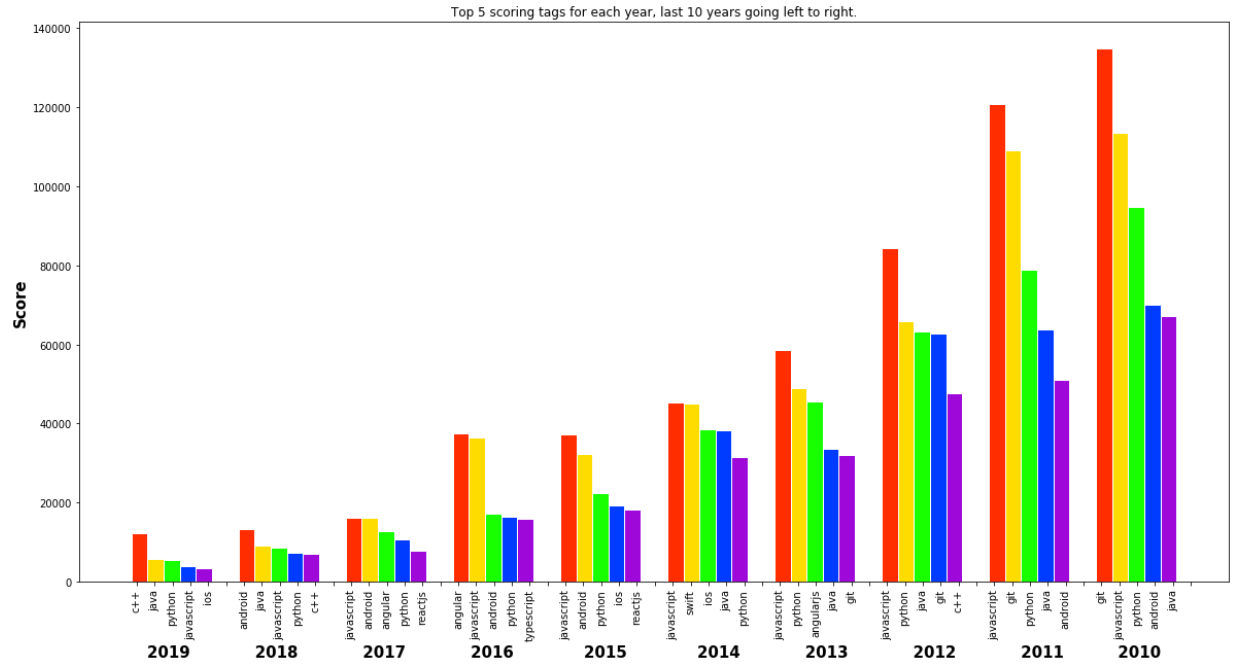 Top 5 scoring tags for each year, last 10 years going left to right.
140000
120000
100000
80000
60000
40000
20000
0
Score
c++
java
python
javascript
ios
android
java
javascript
python
c++
javascript
android
angular
python
reactjs
angular
javascript
android
python
typescript
javascript
android
python
ios
reactjs
javascript
swift
ios
java
python
javascript
python
angularjs
java
git
javascript
python
java
git
c++
javascript
git
python
java
android
git
javascript
python
android
java
2019 2018 2017 2016 2015 2014 2013 2012 2011 2010